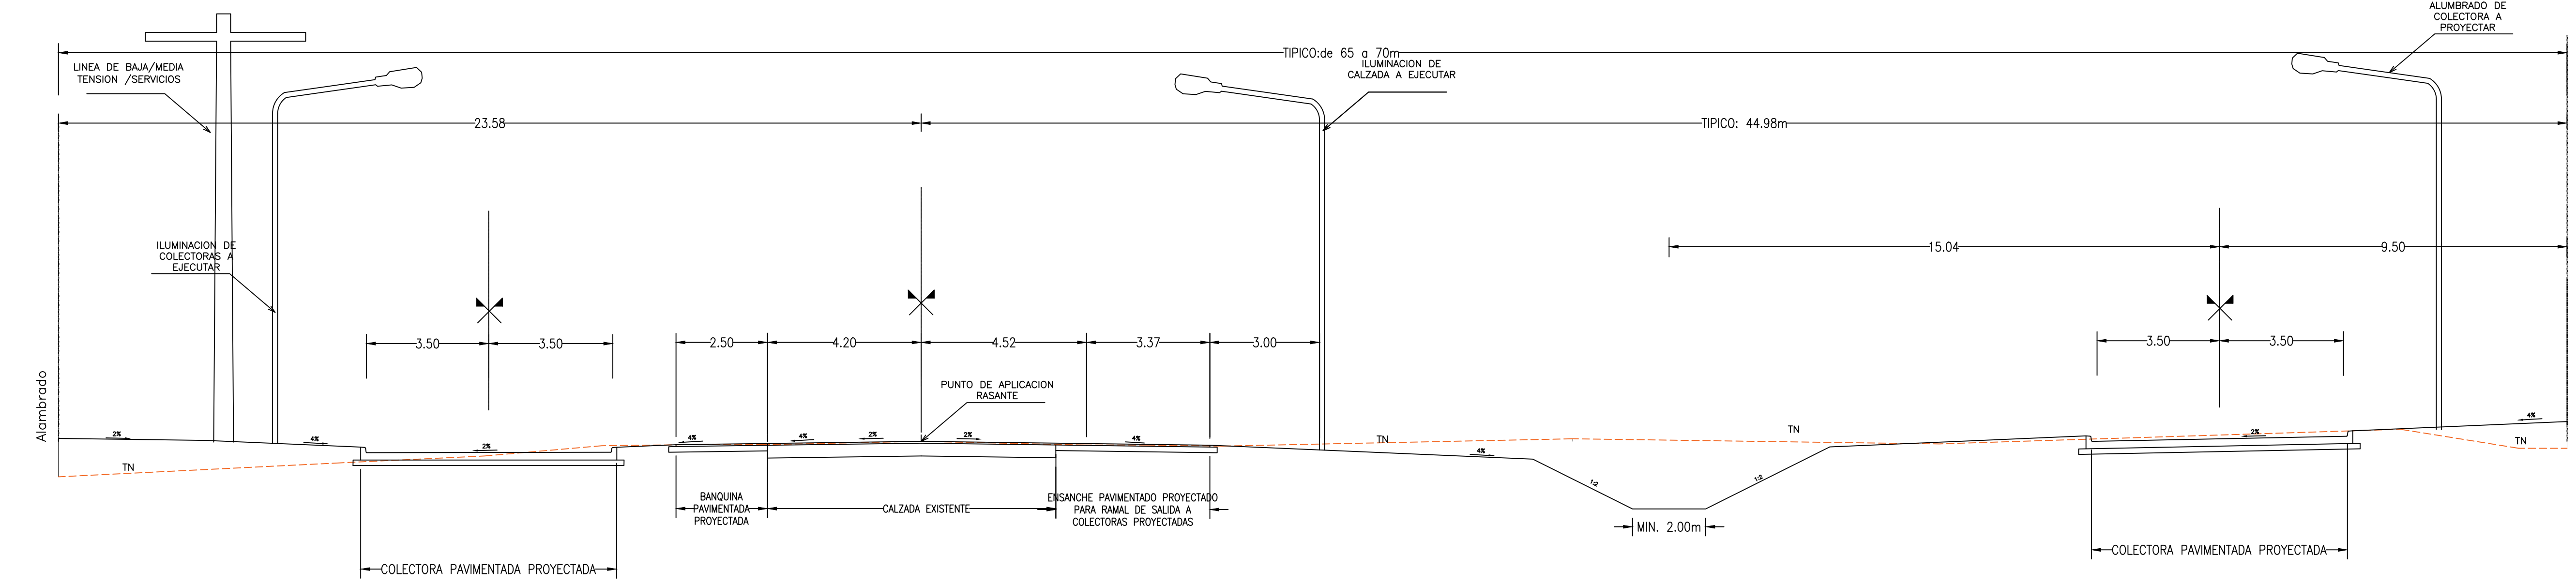 ALUMBRADO DE
COLECTORA A
PROYECTAR
TIPICO:de 65 a 70m
LINEA DE BAJA/MEDIA
TENSION /SERVICIOS
ILUMINACION DE
CALZADA A EJECUTAR
23.58
TIPICO: 44.98m
ILUMINACION DE
COLECTORAS A
EJECUTAR
15.04
9.50
3.50
3.50
2.50
4.20
4.52
3.37
3.00
3.50
3.50
Alambrado
PUNTO DE APLICACION
RASANTE
2%
4%
2%
4%
4%
2%
2%
4%
4%
2%
4%
TN
TN
TN
TN
1:2
1:2
BANQUINA
PAVIMENTADA
PROYECTADA
CALZADA EXISTENTE
ENSANCHE PAVIMENTADO PROYECTADO
PARA RAMAL DE SALIDA A
COLECTORAS PROYECTADAS
MIN. 2.00m
COLECTORA PAVIMENTADA PROYECTADA
COLECTORA PAVIMENTADA PROYECTADA